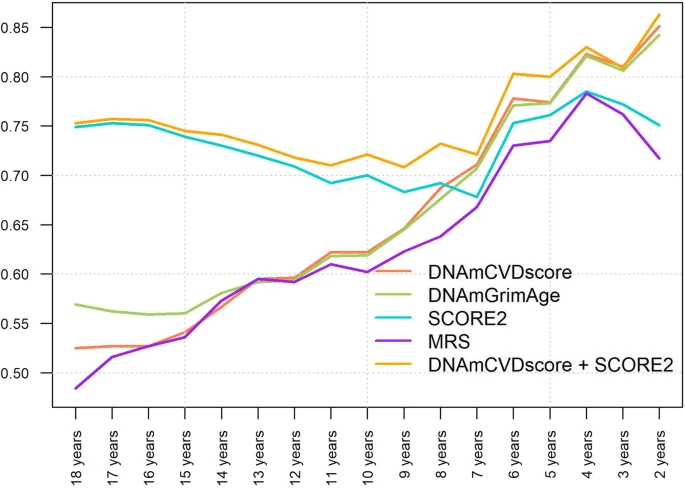 0.85
0.80
0.75
0.70
0.65
0.60
0.55
0.50
DNAmCVDscore
DNAmGrimAge
SCORE2
MRS
DNAmCVDscore + SCORE2
18 years
17 years
16 years
15 years
14 years
13 years
12 years
11 years
10 years
9 years
8 years
7 years
6 years
5 years
4 years
3 years
2 years